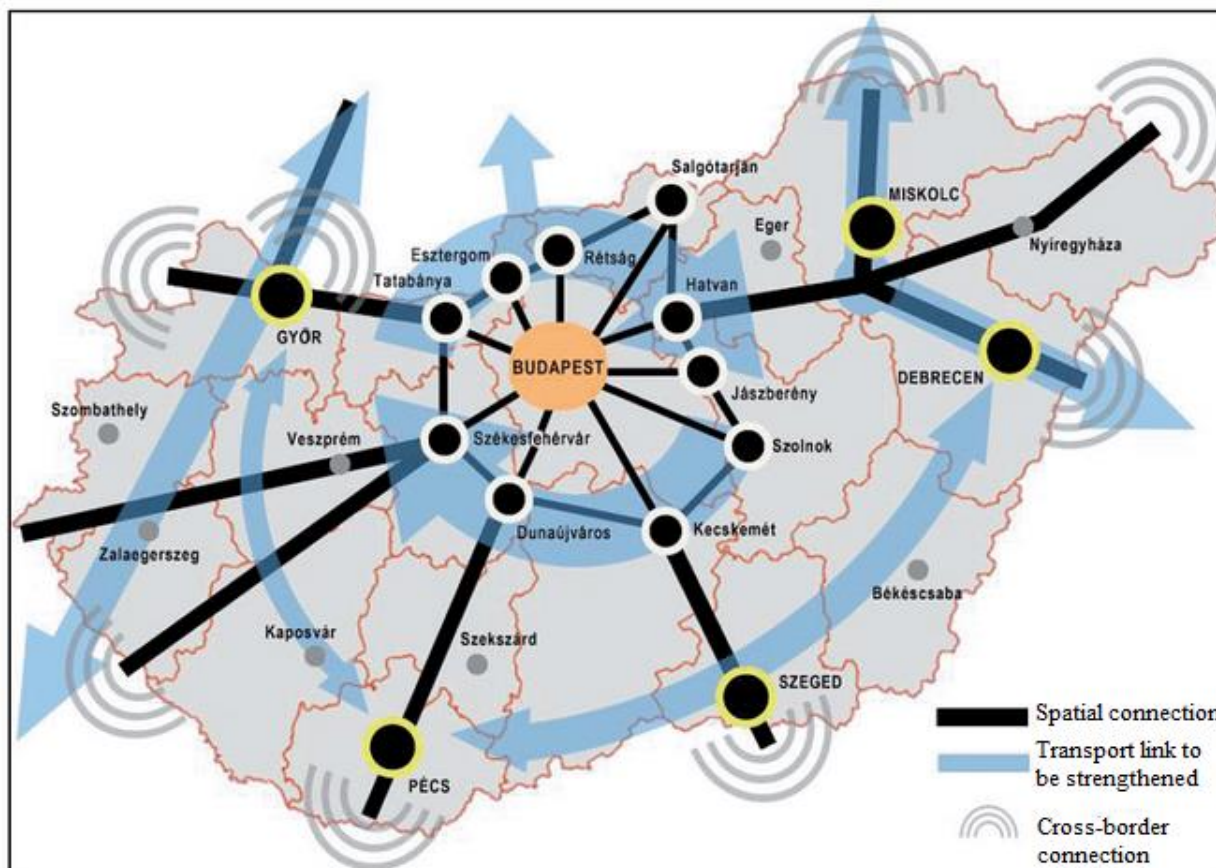 Salgótarján
MISKOLC
Eger
Nyíregyháza
Esztergom
Rétság
Tatabánya
Hatvan
GYŐR
BUDAPEST
DEBRECEN
Jászberény
Szombathely
Veszprém
Székesfehérvár
Szolnok
Zalaegerszeg
Dunaújváros
Kecskemét
Békéscsaba
Kaposvár
Szekszárd
SZEGED
PÉCS
Spatial connection
Transport link to
be strengthened
Cross-border
connection